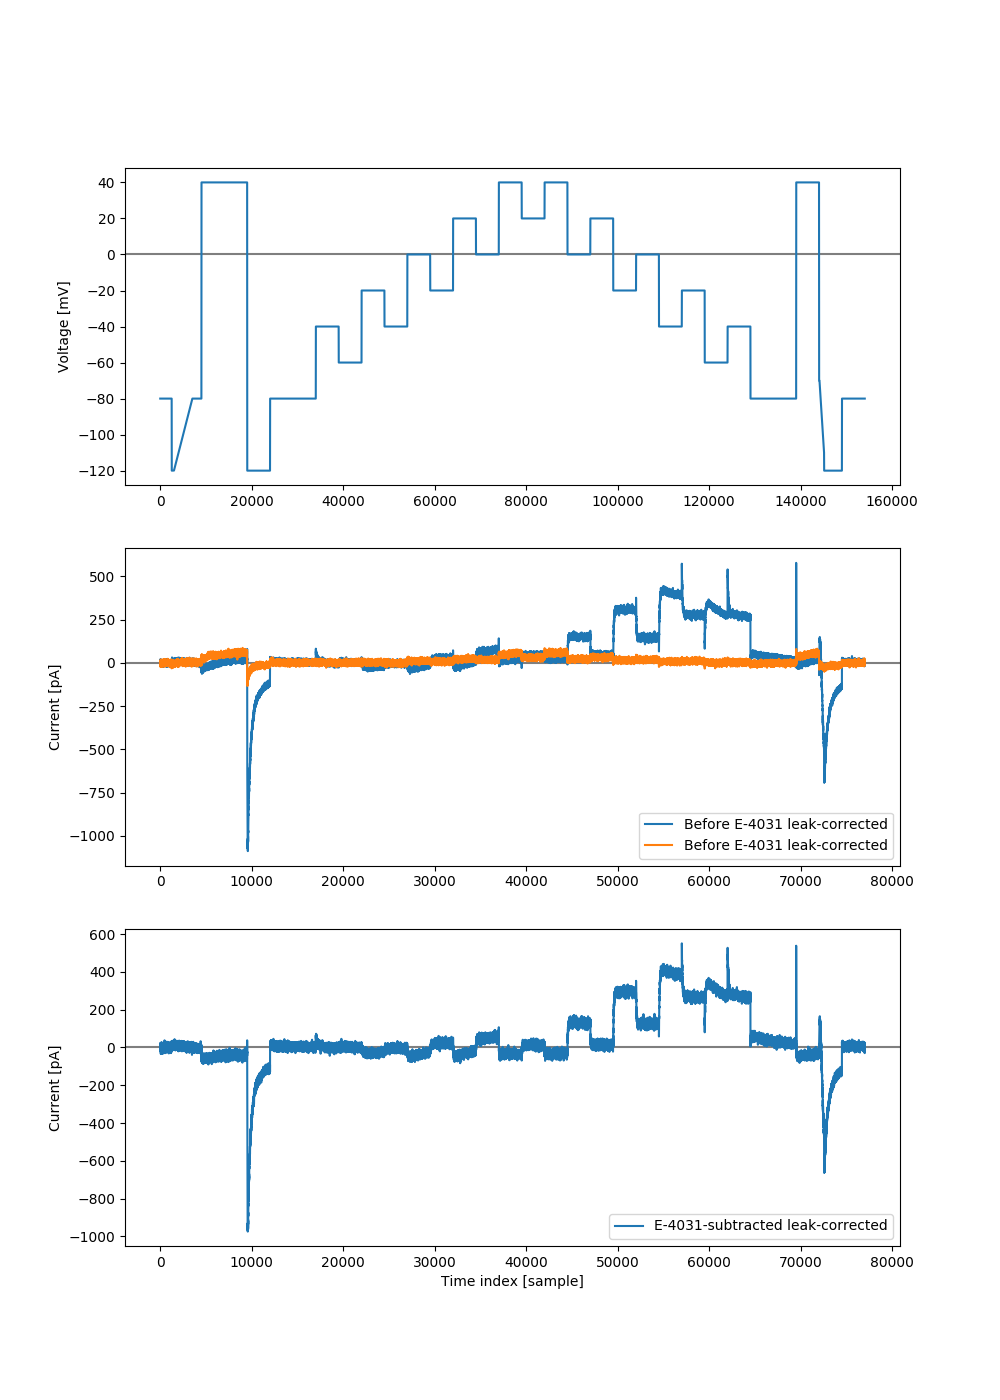 40
20
0
−20
−40
−60
−80
−100
−120
Voltage [mV]
0 20000 40000 60000 80000 100000 120000 140000 160000
500
250
0
−250
−500
−750
−1000
Current [pA]
Before E-4031 leak-corrected
Before E-4031 leak-corrected
0 10000 20000 30000 40000 50000 60000 70000 80000
600
400
200
0
−200
−400
−600
−800
−1000
Current [pA]
E-4031-subtracted leak-corrected
0 10000 20000 30000 40000 50000 60000 70000 80000
Time index [sample]